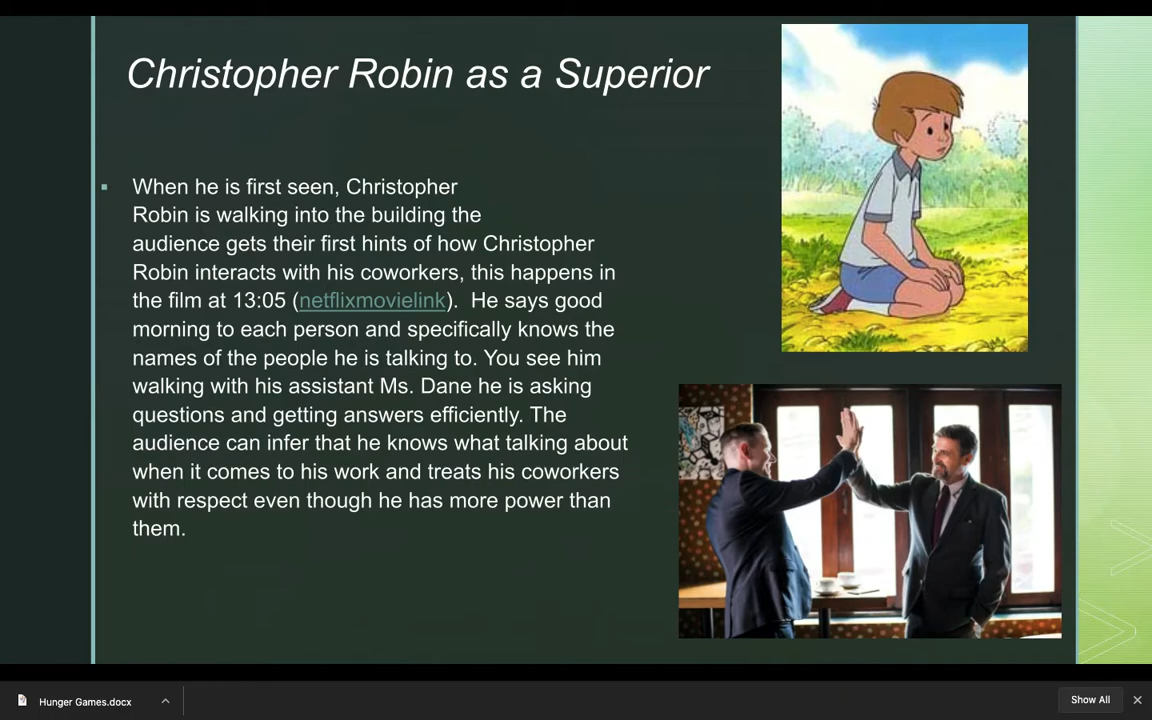 Christopher Robin as a Superior
When he is first seen, Christopher
Robin is walking into the building the
audience gets their first hints of how Christopher
Robin interacts with his coworkers, this happens in
the film at 13:05 (netflixmovielink).  He says good
morning to each person and specifically knows the
names of the people he is talking to. You see him
walking with his assistant Ms. Dane he is asking
questions and getting answers efficiently. The
audience can infer that he knows what talking about
when it comes to his work and treats his coworkers
with respect even though he has more power than
them.
Hunger Games.docx
Show All